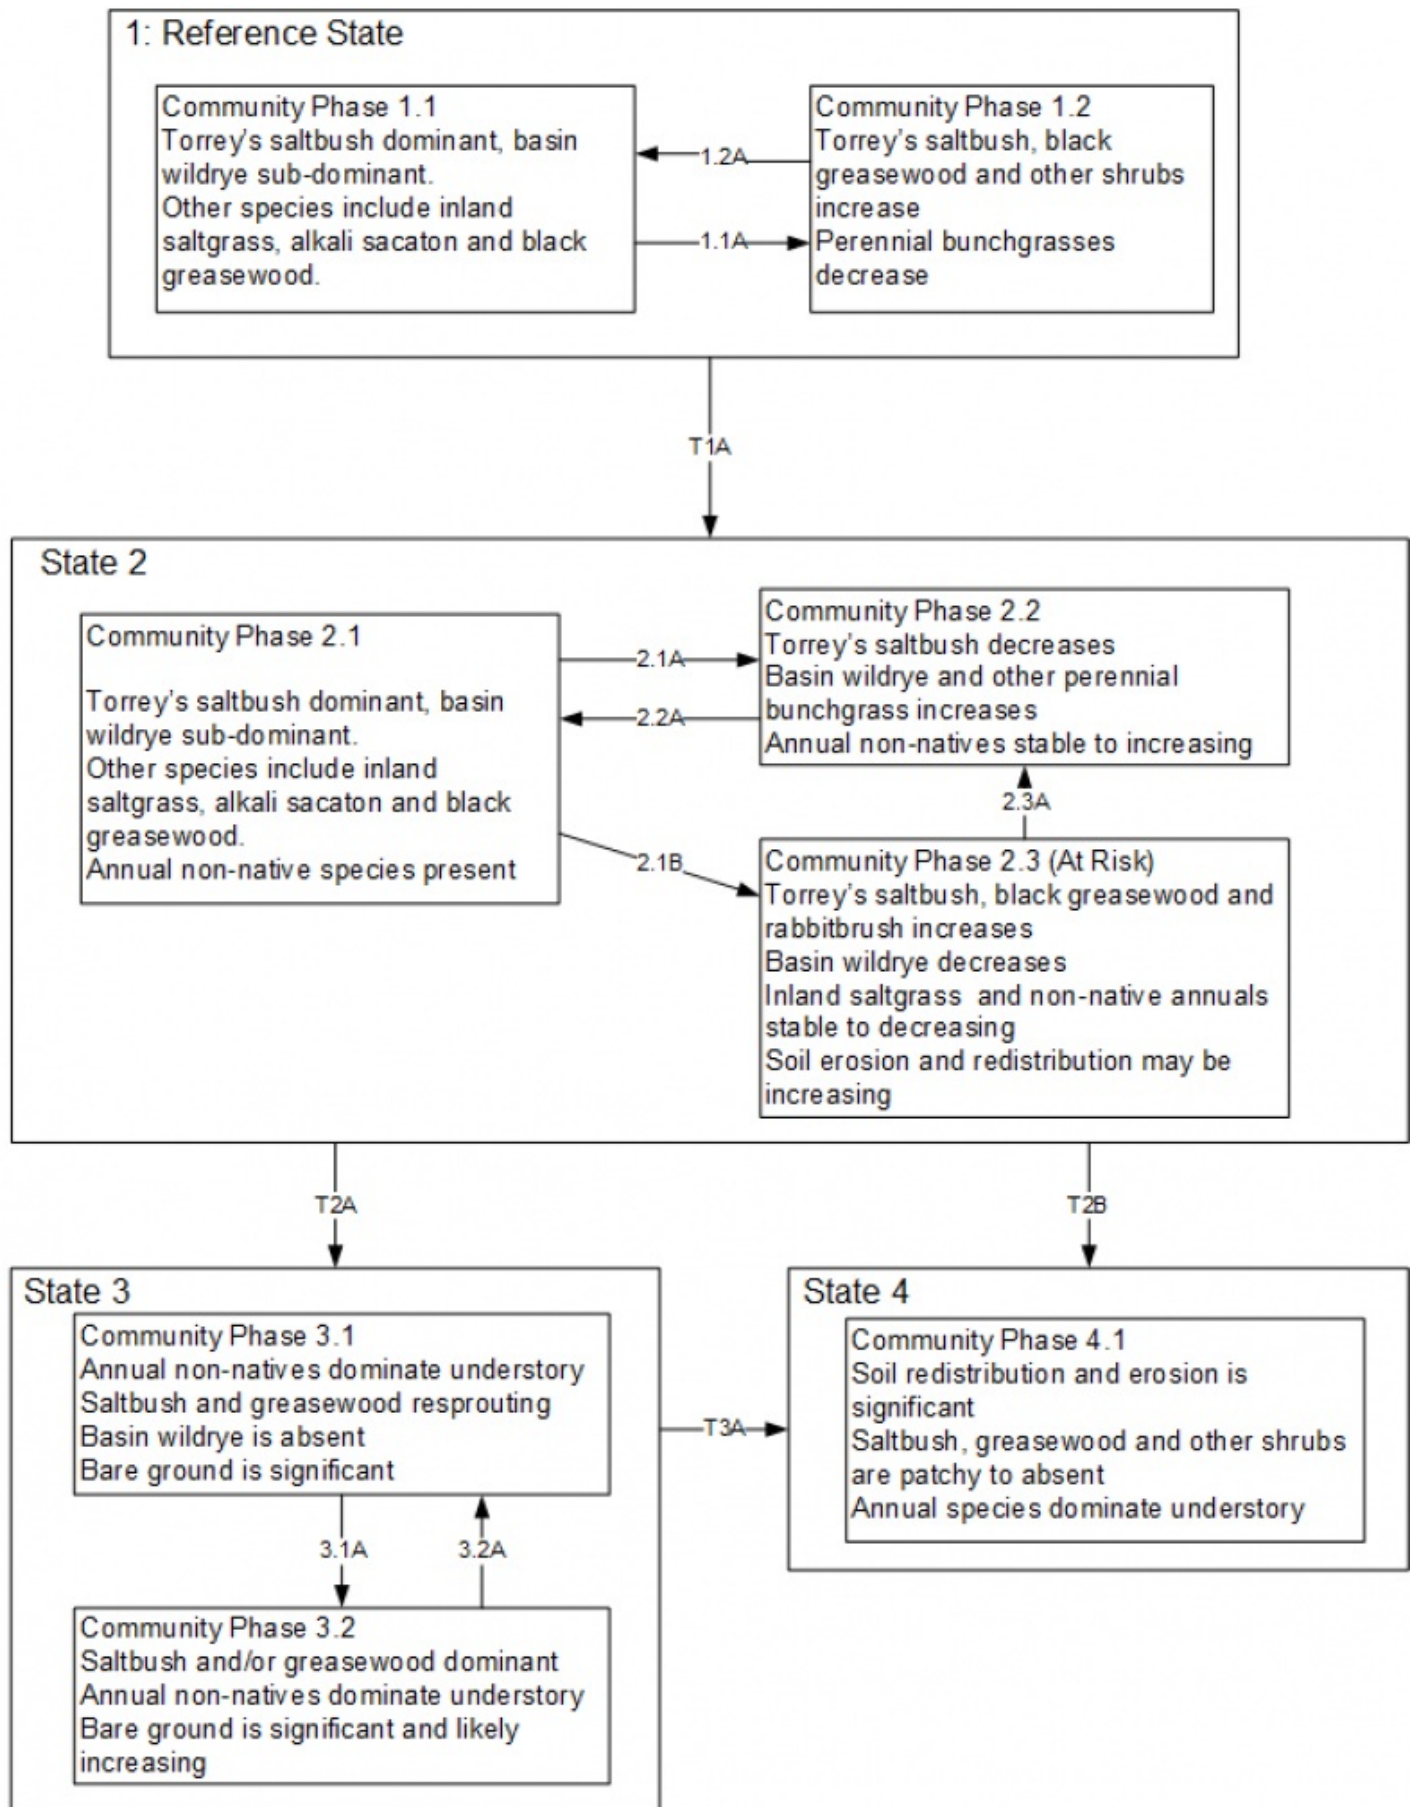 1: Reference State
Community Phase 1.1
Torrey's saltbush dominant, basin
wildrye sub-dominant.
Other species include inland
saltgrass, alkali sacaton and black
greasewood.
1.2A
1.1A
Community Phase 1.2
Torrey's saltbush, black
greasewood and other shrubs
increase
Perennial bunchgrasses
decrease
T1A
State 2
Community Phase 2.1
Torrey's saltbush dominant, basin
wildrye sub-dominant.
Other species include inland
saltgrass, alkali sacaton and black
greasewood.
Annual non-native species present
2.1A
2.2A
2.1B
Community Phase 2.2
Torrey's saltbush decreases
Basin wildrye and other perennial
bunchgrass increases
Annual non-natives stable to increasing
2.3A
Community Phase 2.3 (At Risk)
Torrey's saltbush, black greasewood and
rabbitbrush increases
Basin wildrye decreases
Inland saltgrass and non-native annuals
stable to decreasing
Soil erosion and redistribution may be
increasing
T2A
T2B
State 3
Community Phase 3.1
Annual non-natives dominate understory
Saltbush and greasewood resprouting
Basin wildrye is absent
Bare ground is significant
3.1A
3.2A
Community Phase 3.2
Saltbush and/or greasewood dominant
Annual non-natives dominate understory
Bare ground is significant and likely
increasing
T3A
State 4
Community Phase 4.1
Soil redistribution and erosion is
significant
Saltbush, greasewood and other shrubs
are patchy to absent
Annual species dominate understory